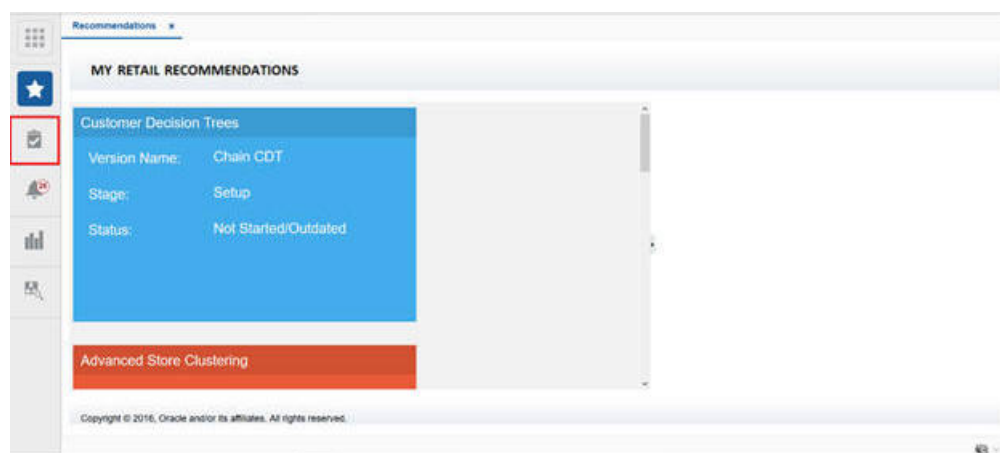 Recommendations
MY RETAIL RECOMMENDATIONS
Customer Decision Trees
Version Name: Chain CDT
Stage: Setup
Status: Not Started/Outdated
Advanced Store Clustering
Copyright © 2016, Oracle and/or its affiliates. All rights reserved.